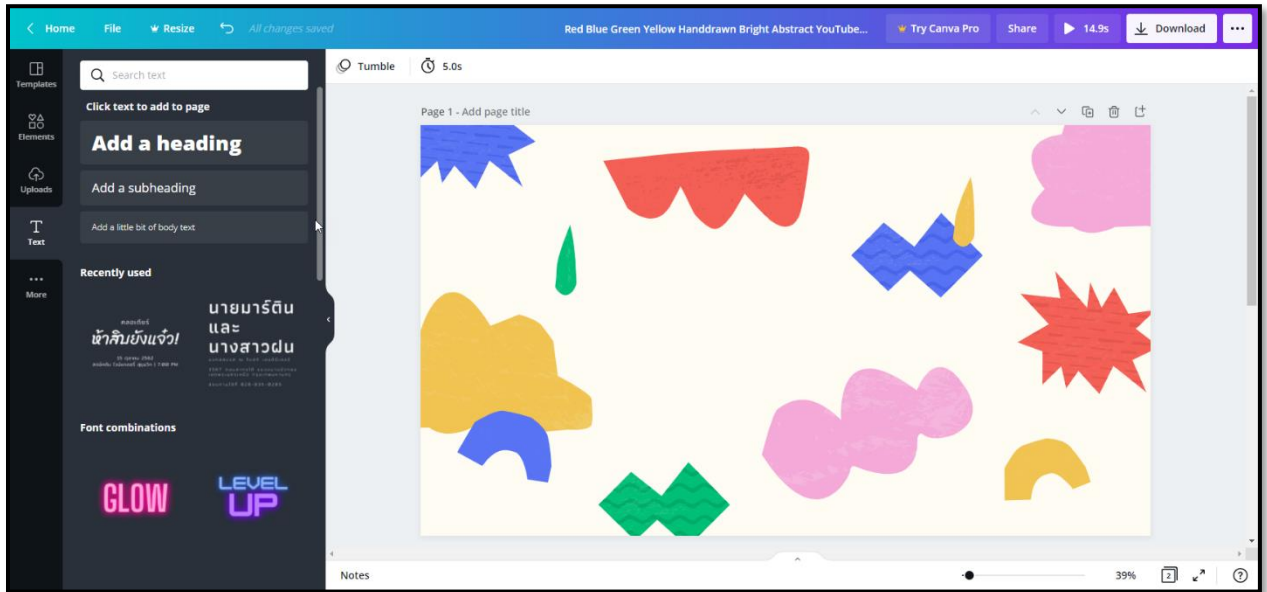 Home
File
Resize
All changes saved
Red Blue Green Yellow Handdrawn Bright Abstract YouTube...
Try Canva Pro
Share
14.9s
Download
Templates
Elements
Uploads
Text
More
Search text
Click text to add to page
Add a heading
Add a subheading
Add a little bit of body text
Recently used
ห้าสิบยังแจ๋ว!
นายมาร์ติน
และ
นางสาวฝน
Font combinations
GLOW
LEVEL
UP
Tumble
5.0s
Page 1 - Add page title
Notes
39%
2